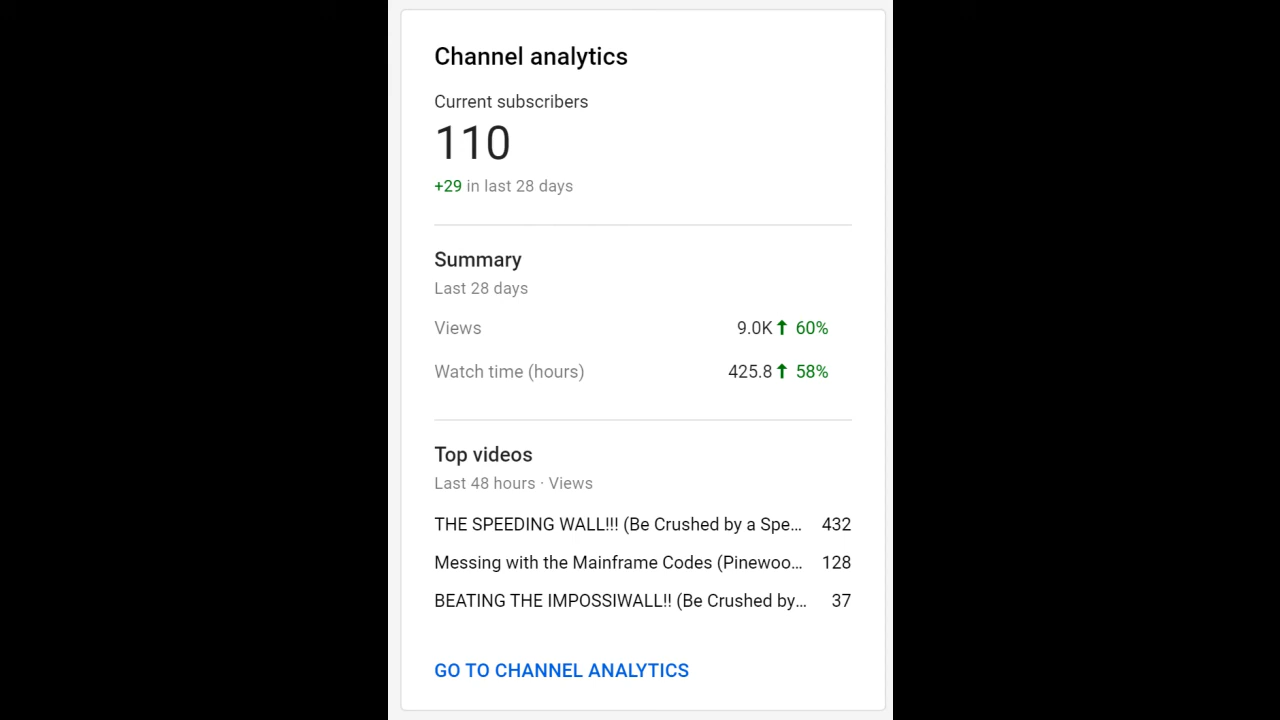 Channel analytics
Current subscribers
110
+29 in last 28 days
Summary
Last 28 days
Views 9.0K 60%
Watch time (hours) 425.8 58%
Top videos
Last 48 hours · Views
THE SPEEDING WALL!!! (Be Crushed by a Spe... 432
Messing with the Mainframe Codes (Pinewoo... 128
BEATING THE IMPOSSIWALL!! (Be Crushed by... 37
GO TO CHANNEL ANALYTICS